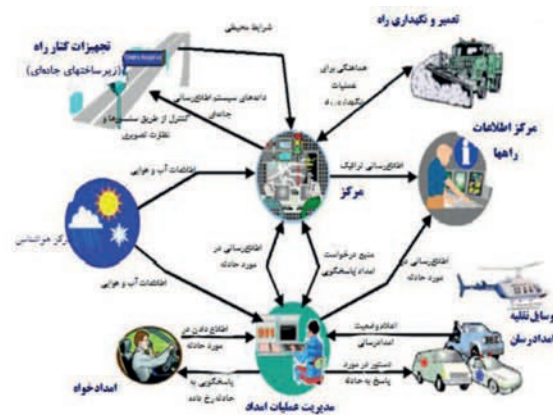 تعمیر و نگهداری راه
شرایط محیطی
تجهیزات کنار راه
(زیرساختهای جاده‌ای)
هماهنگی برای
عملیات
نگهداری راه
داده‌های سیستم اطلاع‌رسانی
جاده‌ای
کنترل از طریق سنسورها و
نظارت تصویری
مرکز اطلاعات
راهها
اطلاع‌رسانی ترافیک
مرکز
اطلاعات آب و هوایی
مرکز هواشناسی
اطلاع‌رسانی در
مورد حادثه
منبع درخواست
امداد پاسخگویی
اطلاع‌رسانی در
مورد حادثه
اطلاعات آب و هوایی
وسایل نقلیه
امدادرسان
اطلاع دادن در
مورد حادثه
اعلام وضعیت
امدادرسانی
دستور در مورد
پاسخ به حادثه
امدادخواه
پاسخگویی به
حادثه رخ داده
مدیریت عملیات امداد